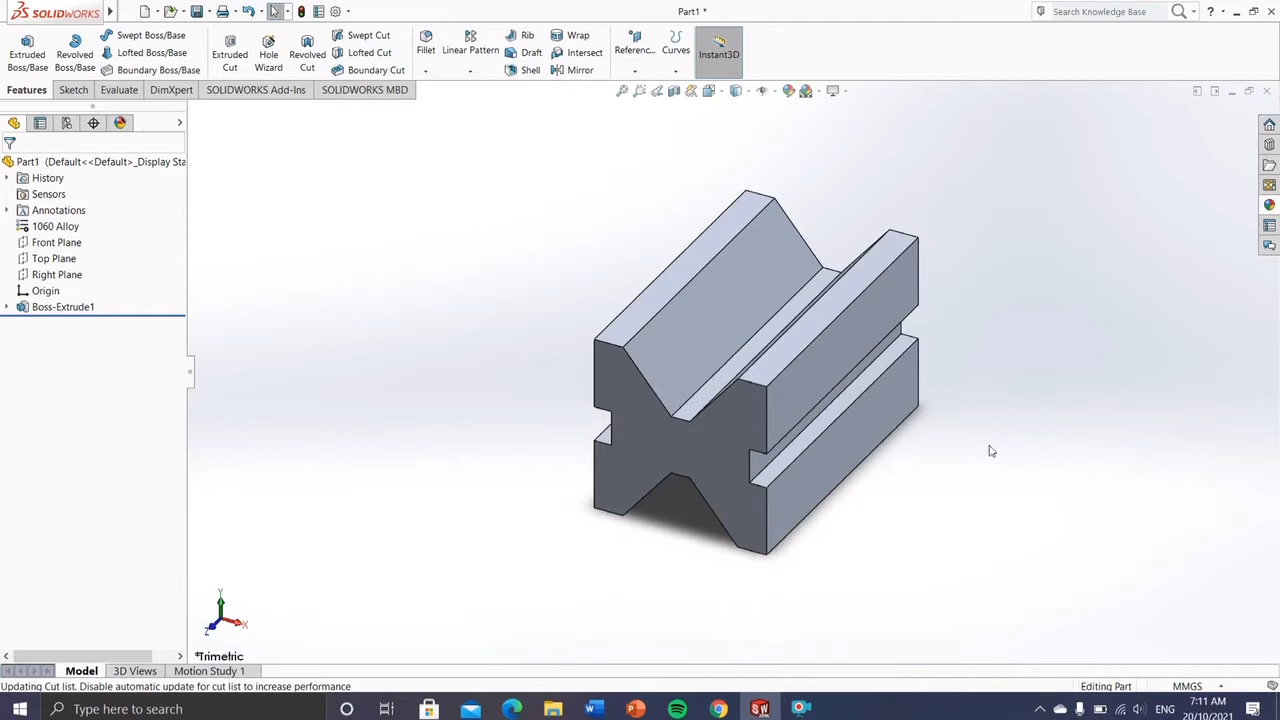 SOLIDWORKS
Part1 *
Search Knowledge Base
?
Extruded Boss/Base
Revolved Boss/Base
Swept Boss/Base
Lofted Boss/Base
Boundary Boss/Base
Extruded Cut
Hole Wizard
Revolved Cut
Swept Cut
Lofted Cut
Boundary Cut
Fillet
Linear Pattern
Rib
Draft
Shell
Wrap
Intersect
Mirror
Referenc...
Curves
Instant3D
Features
Sketch
Evaluate
DimXpert
SOLIDWORKS Add-Ins
SOLIDWORKS MBD
Part1 (Default<<Default>_Display Sta
History
Sensors
Annotations
1060 Alloy
Front Plane
Top Plane
Right Plane
Origin
Boss-Extrude1
Y
X
Z
*Trimetric
Model
3D Views
Motion Study 1
Updating Cut list. Disable automatic update for cut list to increase performance
Editing Part
MMGS
Type here to search
ENG
7:11 AM
20/10/2021